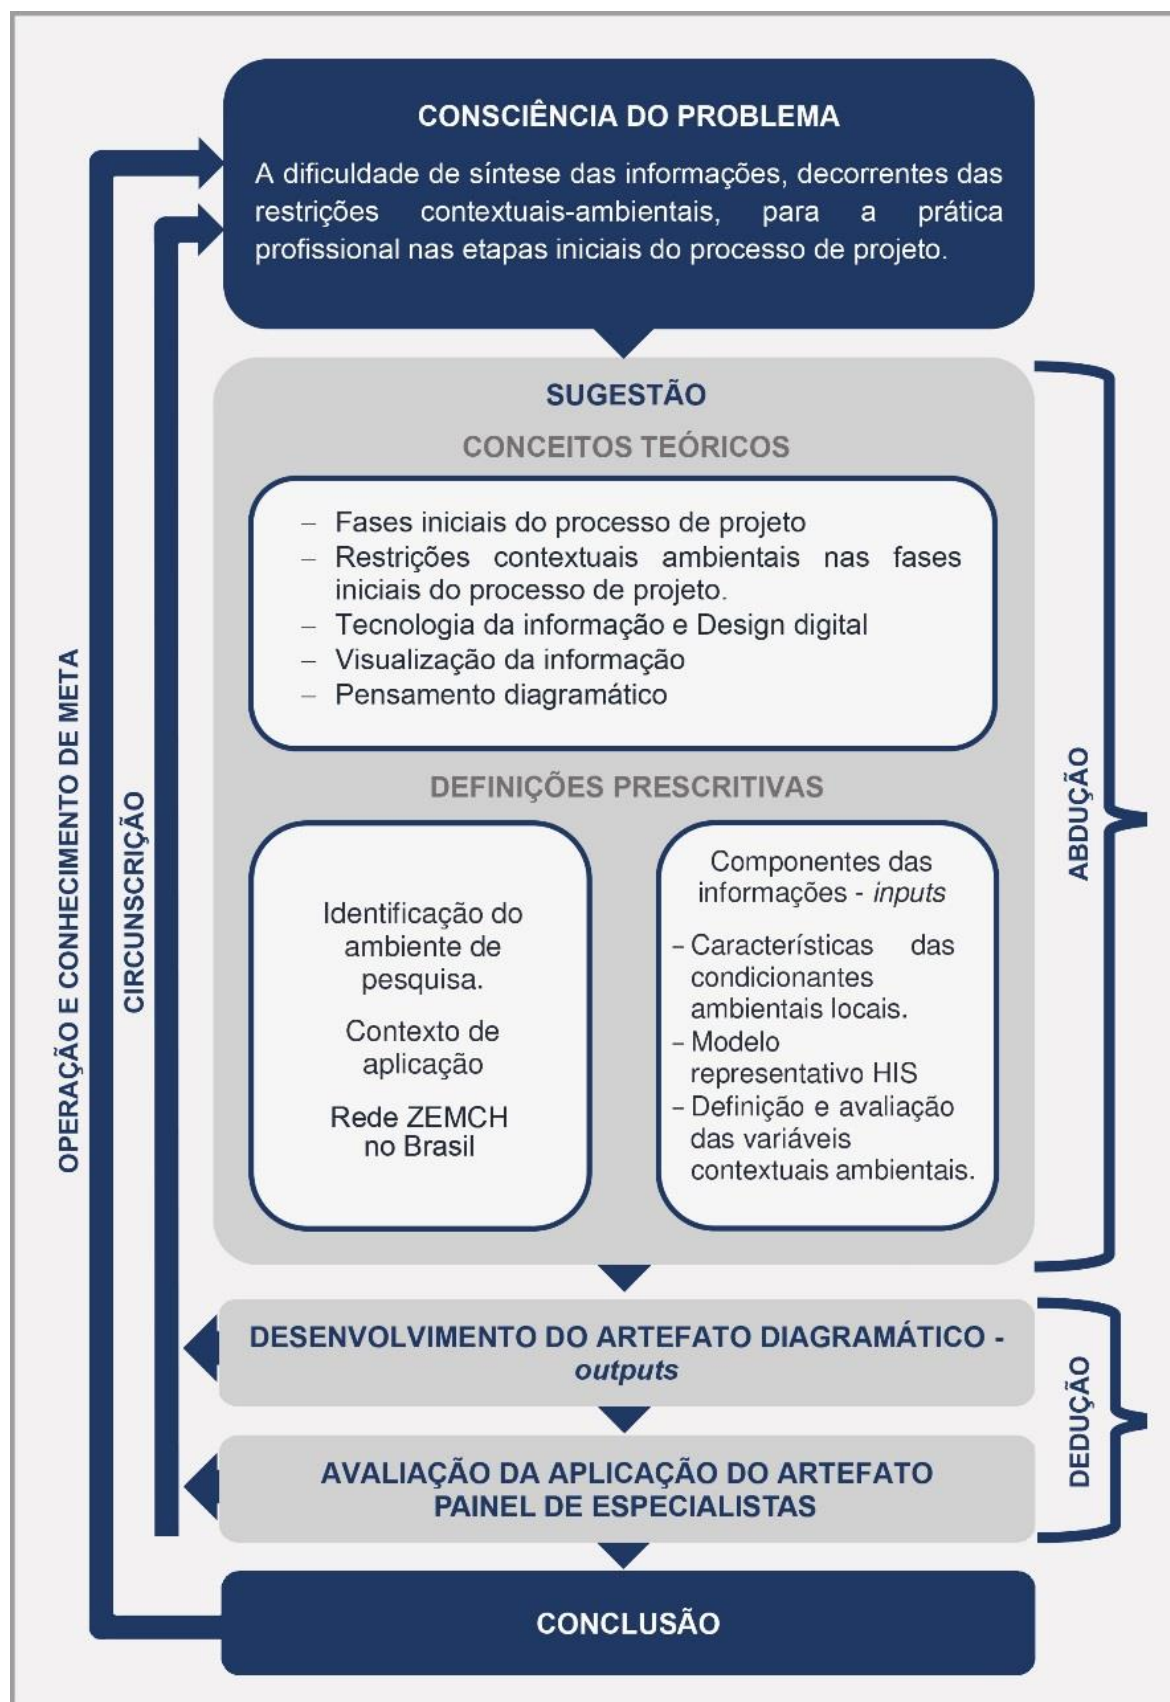 CONSCIÊNCIA DO PROBLEMA
A dificuldade de síntese das informações, decorrentes das
restrições contextuais-ambientais, para a prática
profissional nas etapas iniciais do processo de projeto.
SUGESTÃO
CONCEITOS TEÓRICOS
– Fases iniciais do processo de projeto
– Restrições contextuais ambientais nas fases
iniciais do processo de projeto.
– Tecnologia da informação e Design digital
– Visualização da informação
– Pensamento diagramático
DEFINIÇÕES PRESCRITIVAS
Identificação do
ambiente de
pesquisa.
Contexto de
aplicação
Rede ZEMCH
no Brasil
Componentes das
informações - inputs
– Características das
condicionantes
ambientais locais.
– Modelo
representativo HIS
– Definição e avaliação
das variáveis
contextuais ambientais.
DESENVOLVIMENTO DO ARTEFATO DIAGRAMÁTICO -
outputs
AVALIAÇÃO DA APLICAÇÃO DO ARTEFATO
PAINEL DE ESPECIALISTAS
CONCLUSÃO
OPERAÇÃO E CONHECIMENTO DE META
CIRCUNSCRIÇÃO
ABDUÇÃO
DEDUÇÃO